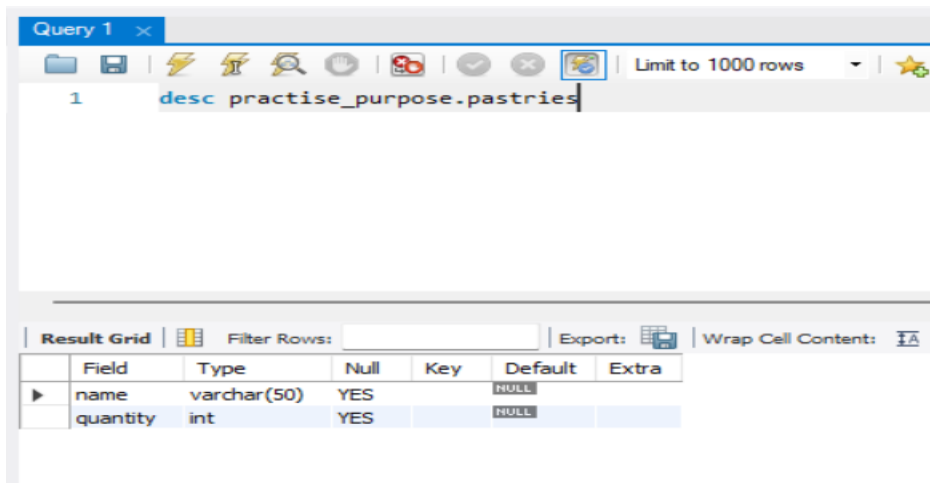 Query 1
Limit to 1000 rows
1 desc practise_purpose.pastries
Result Grid Filter Rows: Export: Wrap Cell Content: IA
Field Type Null Key Default Extra
name varchar(50) YES NULL
quantity int YES NULL